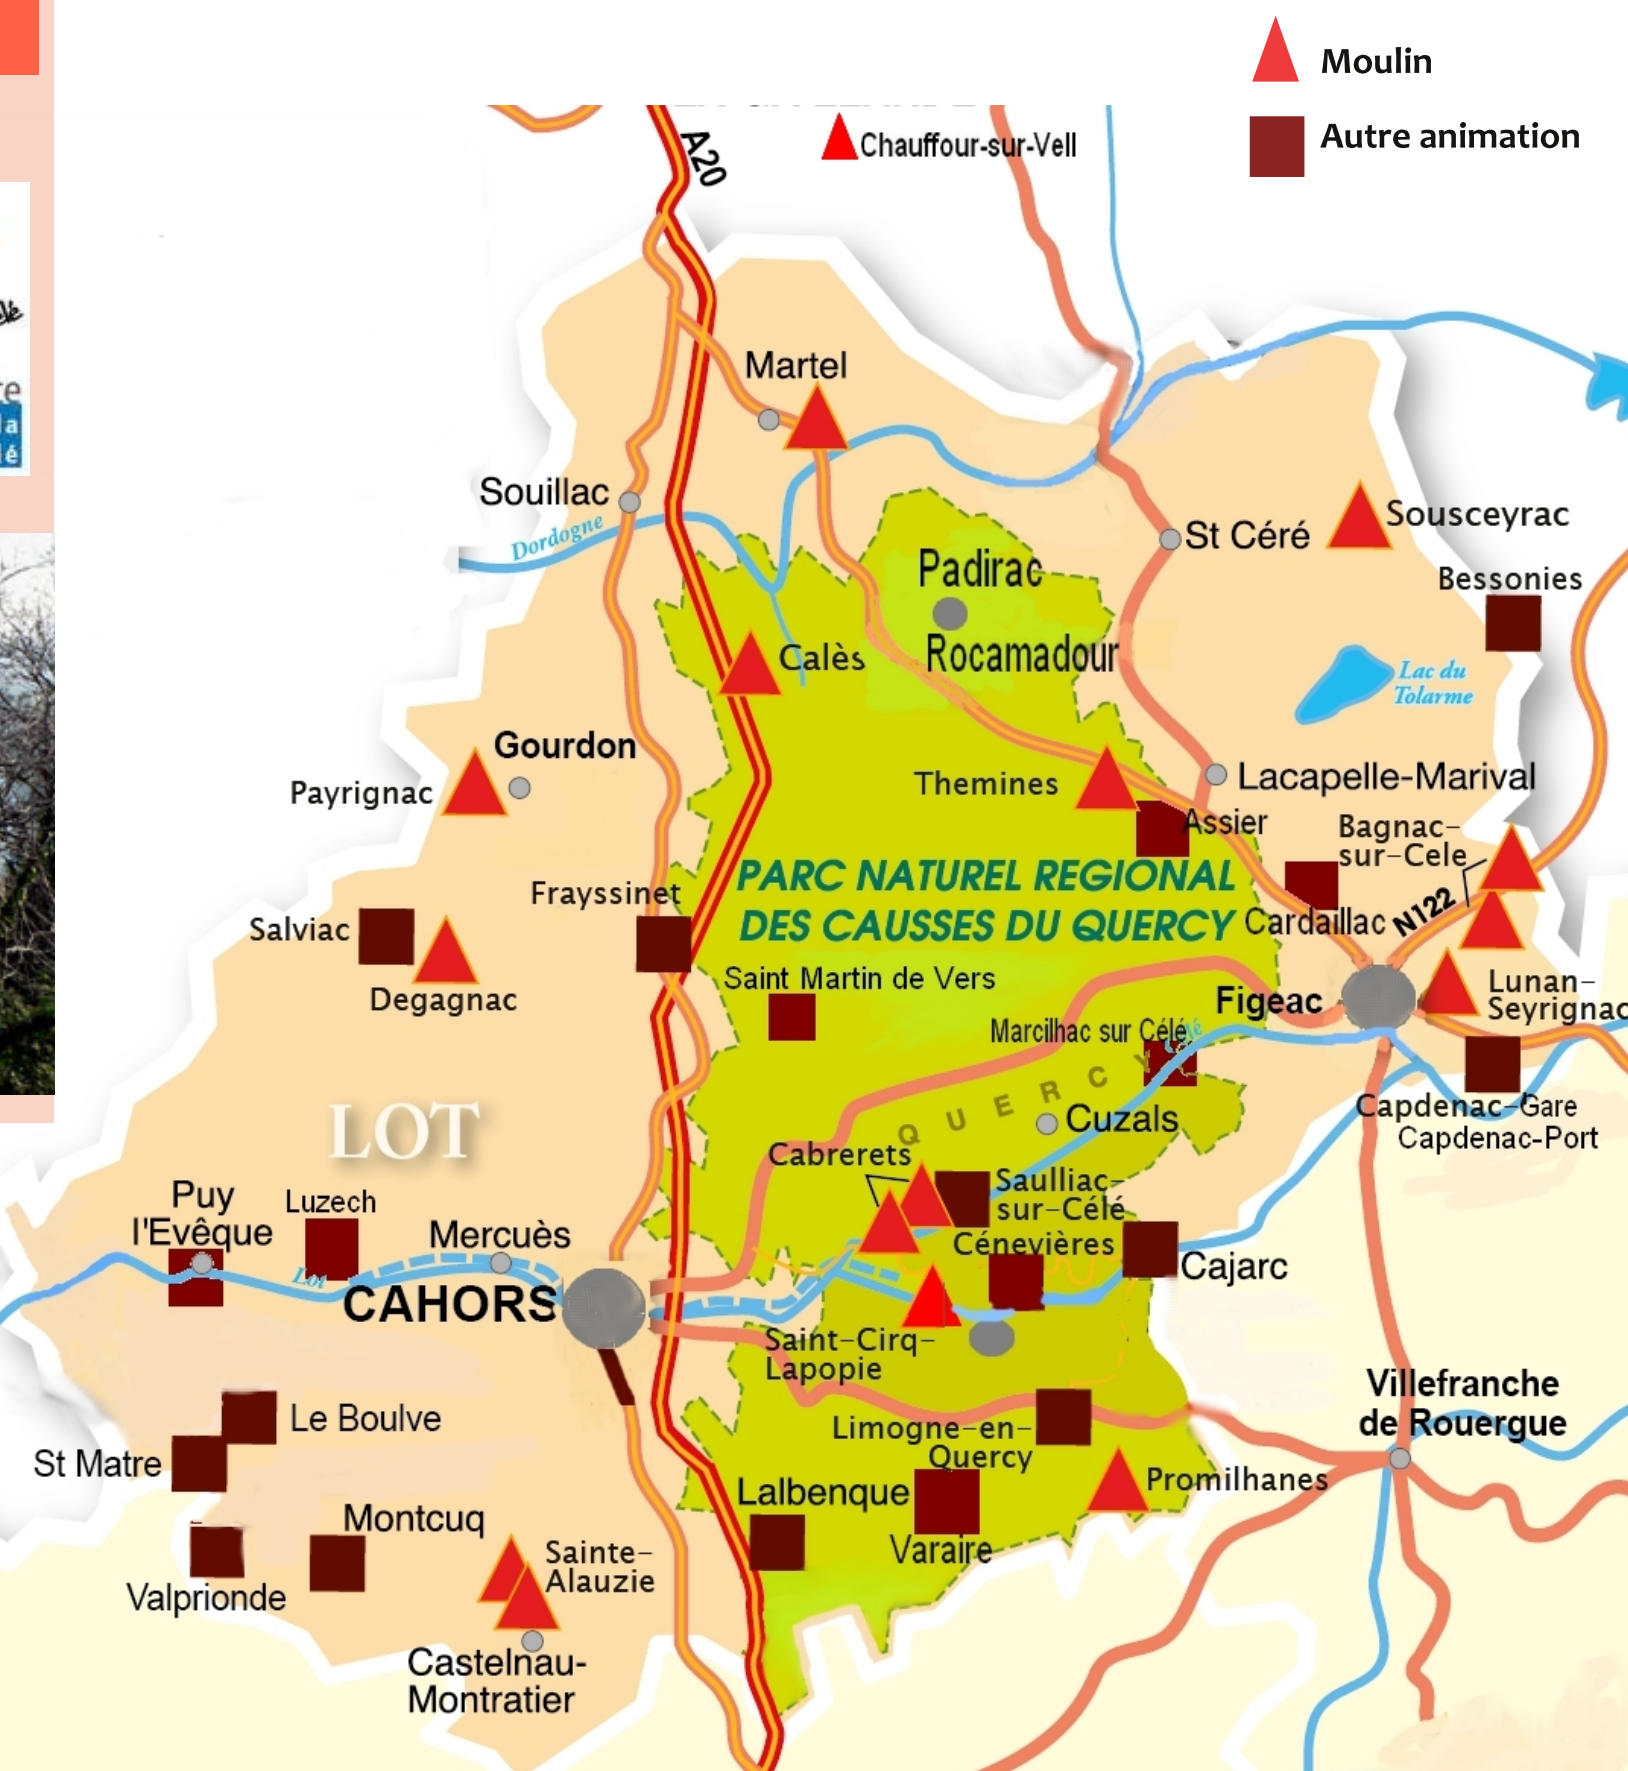 Moulin
Autre animation
A20
Chauffour-sur-Vell
Martel
Souillac
Dordogne
St Céré
Sousceyrac
Bessonies
Padirac
Rocamadour
Calès
Lac du
Tolarme
Gourdon
Payrignac
Themines
Lacapelle-Marival
Assier
Bagnac-
sur-Cele
PARC NATUREL REGIONAL
DES CAUSSES DU QUERCY
Frayssinet
Salviac
Cardaillac
N122
Degagnac
Saint Martin de Vers
Figeac
Lunan-
Seyrignac
Marcilhac sur Célé
QUERCY
Cuzals
Capdenac-Gare
Capdenac-Port
LOT
Cabrerets
Saulliac-
sur-Célé
Puy
l'Evêque
Luzech
Mercuès
Cénevières
Cajarc
Lot
CAHORS
Saint-Cirq-
Lapopie
Villefranche
de Rouergue
Le Boulve
Limogne-en-
Quercy
St Matre
Lalbenque
Promilhanes
Montcuq
Varaire
Sainte-
Alauzie
Valprionde
Castelnau-
Montratier
la
lé